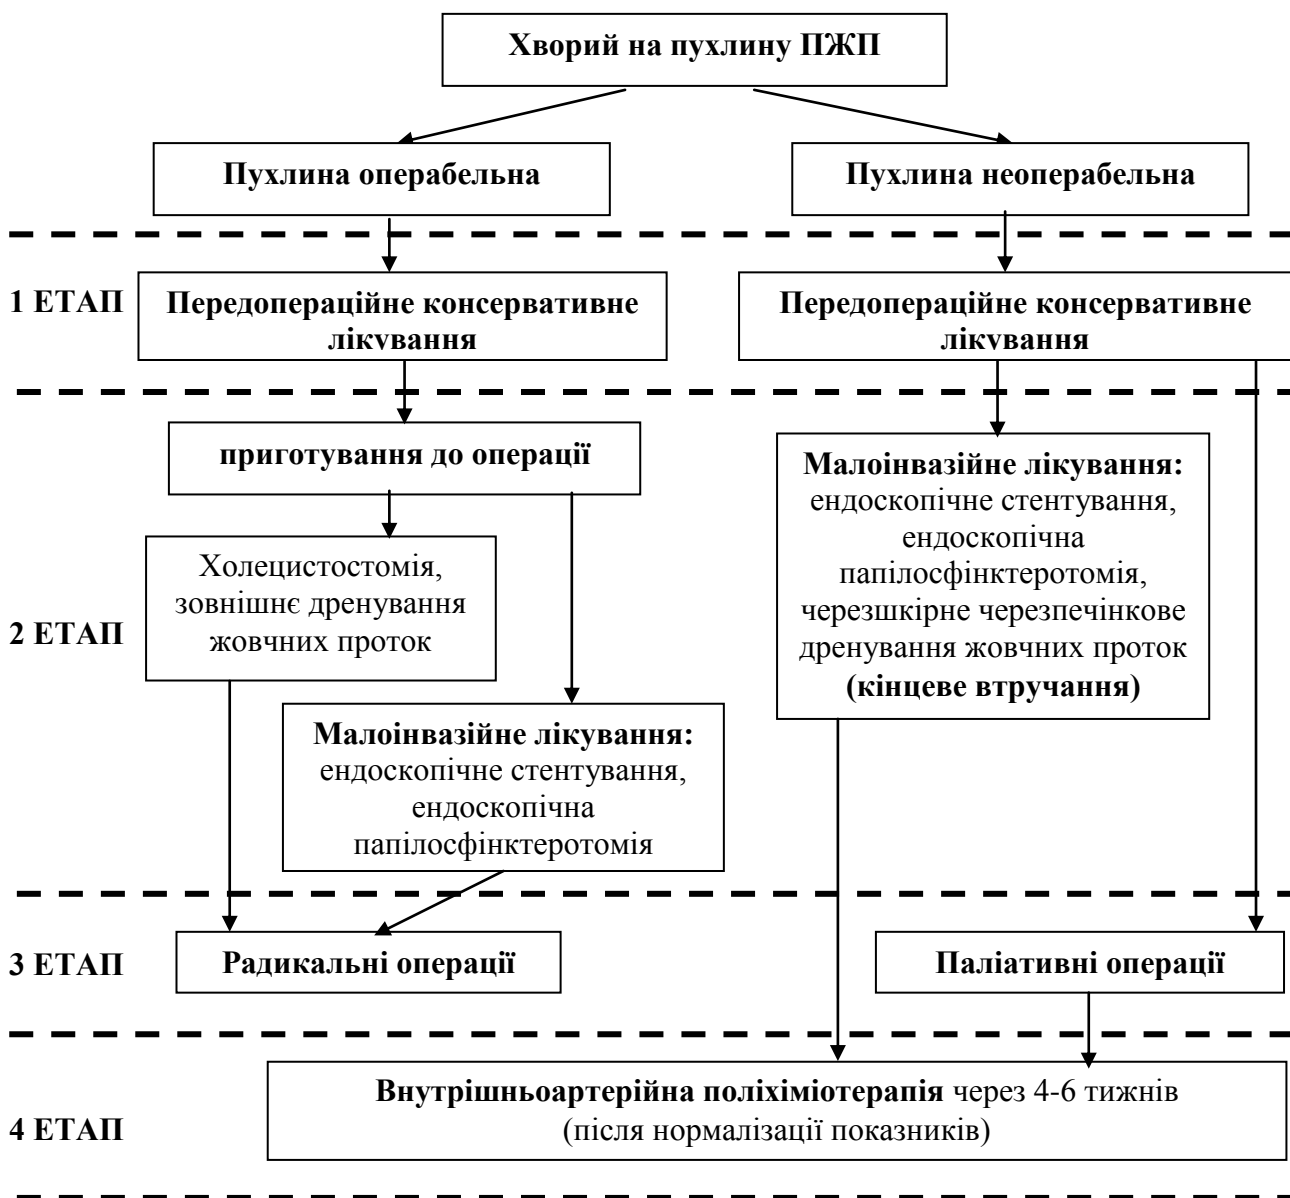 Хворий на пухлину ПЖП
Пухлина операбельна
Пухлина неоперабельна
1 ЕТАП
Передопераційне консервативне
лікування
Передопераційне консервативне
лікування
приготування до операції
Малоінвазійне лікування:
ендоскопічне стентування,
ендоскопічна
папілосфінктеротомія,
черезшкірне черезпечінкове
дренування жовчних проток
(кінцеве втручання)
2 ЕТАП
Холецистостомія,
зовнішнє дренування
жовчних проток
Малоінвазійне лікування:
ендоскопічне стентування,
ендоскопічна
папілосфінктеротомія
3 ЕТАП
Радикальні операції
Паліативні операції
4 ЕТАП
Внутрішньоартерійна поліхіміотерапія через 4-6 тижнів
(після нормалізації показників)